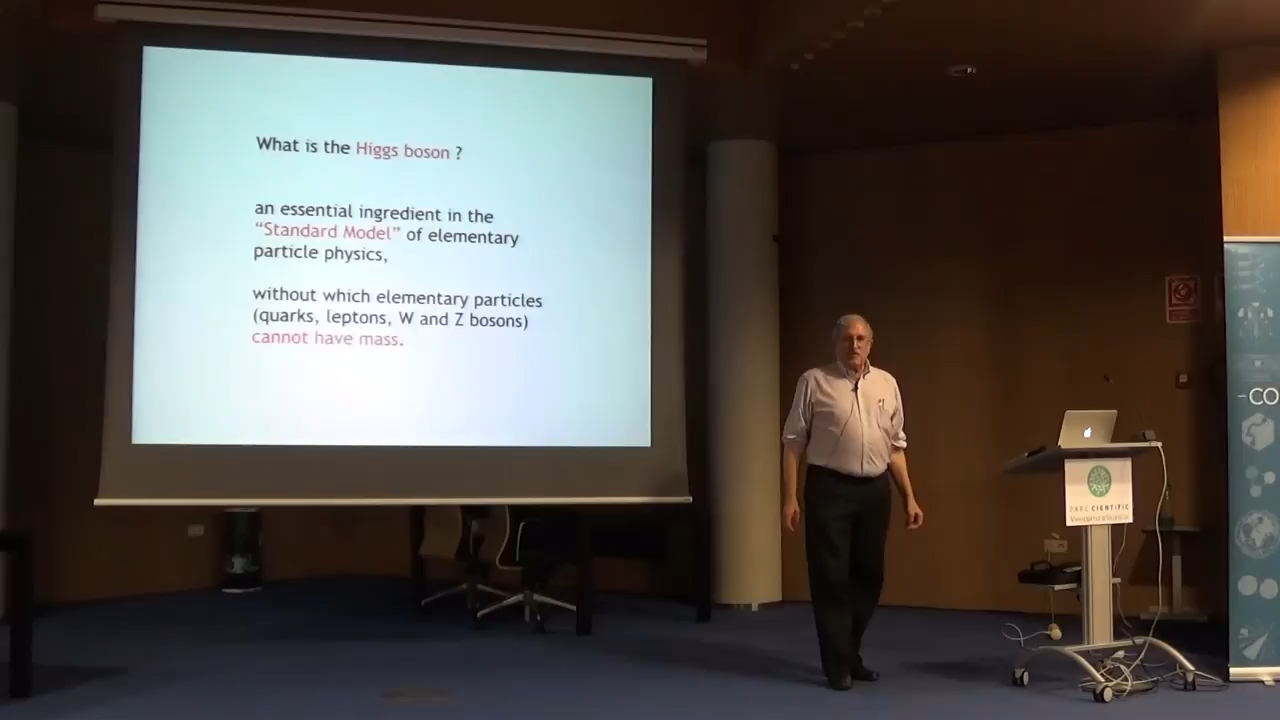 What is the Higgs boson ?
an essential ingredient in the
“Standard Model” of elementary
particle physics,
without which elementary particles
(quarks, leptons, W and Z bosons)
cannot have mass.
-CO
PARC CIENTIFIC